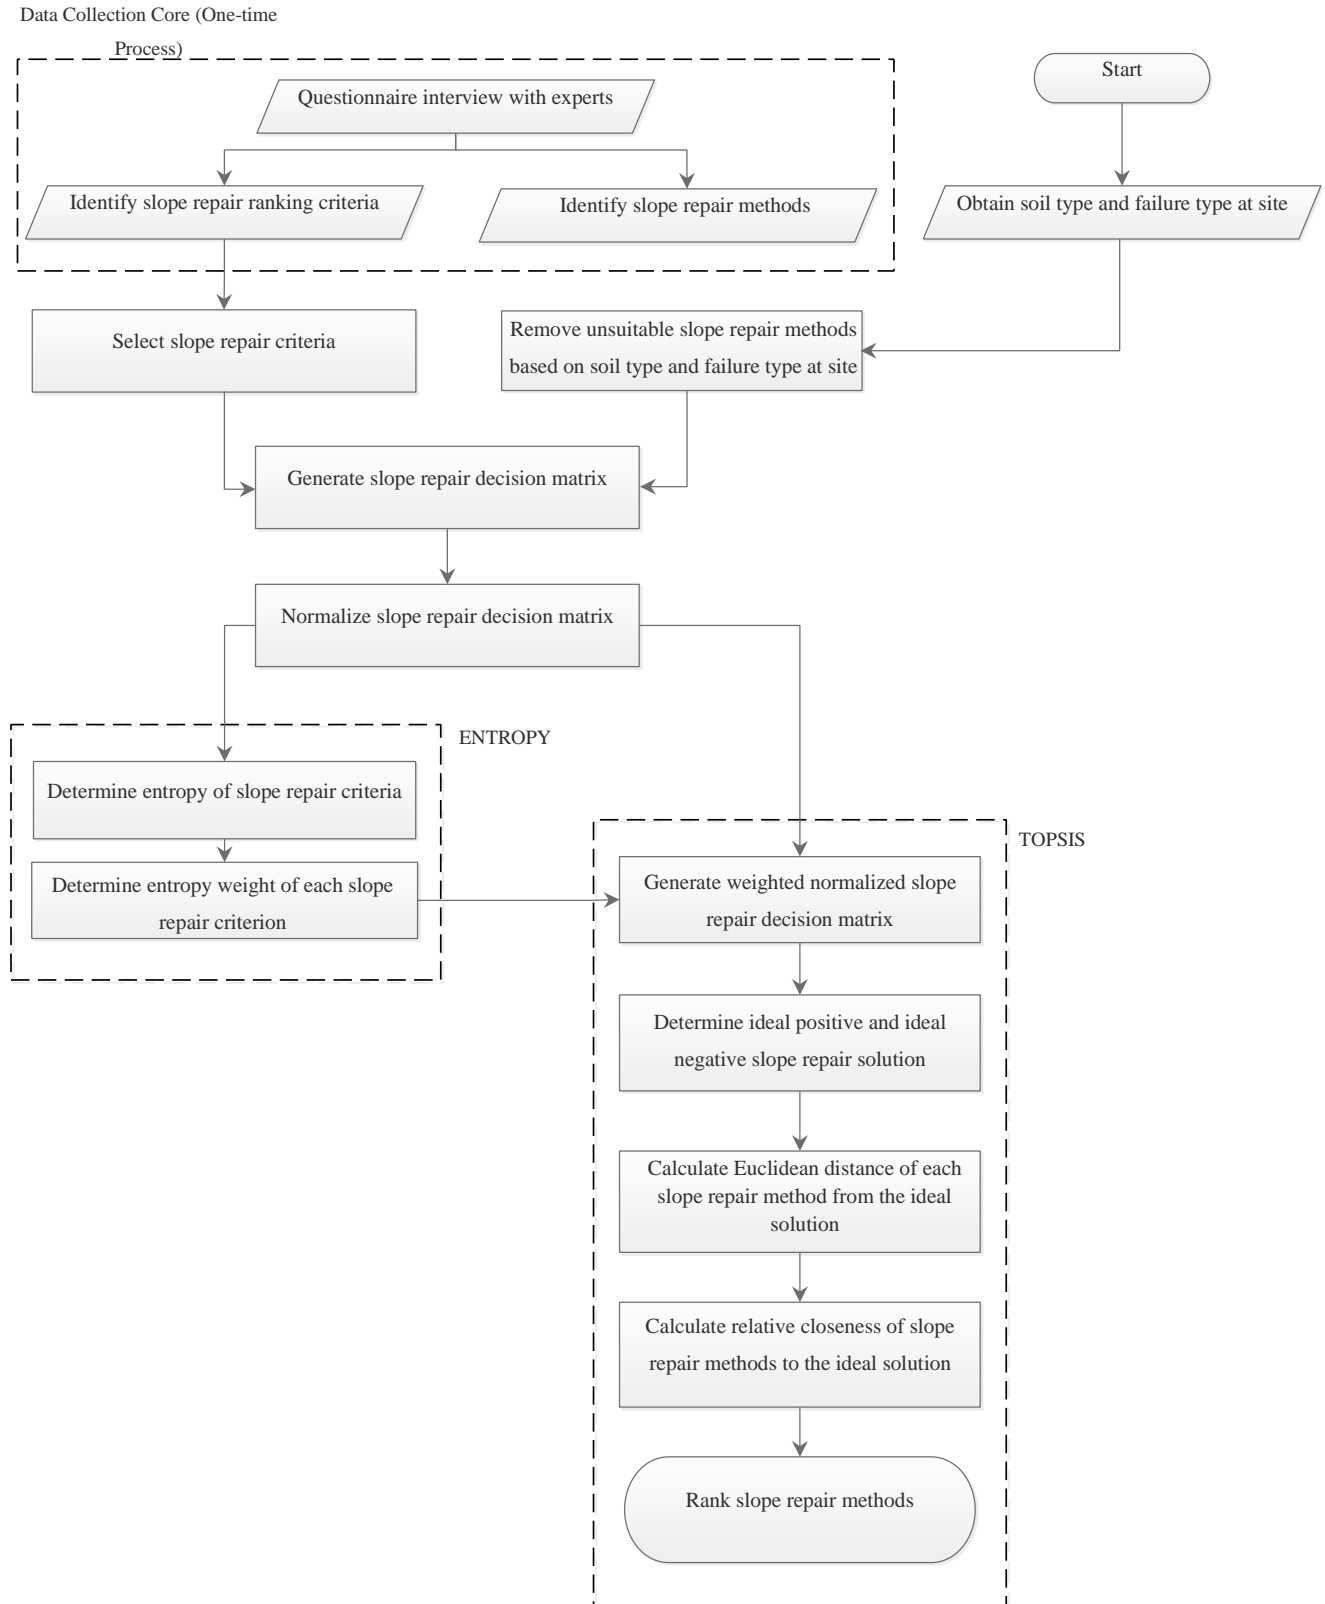 Data Collection Core (One-time
Process)
Start
Questionnaire interview with experts
Identify slope repair ranking criteria
Identify slope repair methods
Obtain soil type and failure type at site
Select slope repair criteria
Remove unsuitable slope repair methods
based on soil type and failure type at site
Generate slope repair decision matrix
Normalize slope repair decision matrix
ENTROPY
Determine entropy of slope repair criteria
Determine entropy weight of each slope
repair criterion
TOPSIS
Generate weighted normalized slope
repair decision matrix
Determine ideal positive and ideal
negative slope repair solution
Calculate Euclidean distance of each
slope repair method from the ideal
solution
Calculate relative closeness of slope
repair methods to the ideal solution
Rank slope repair methods